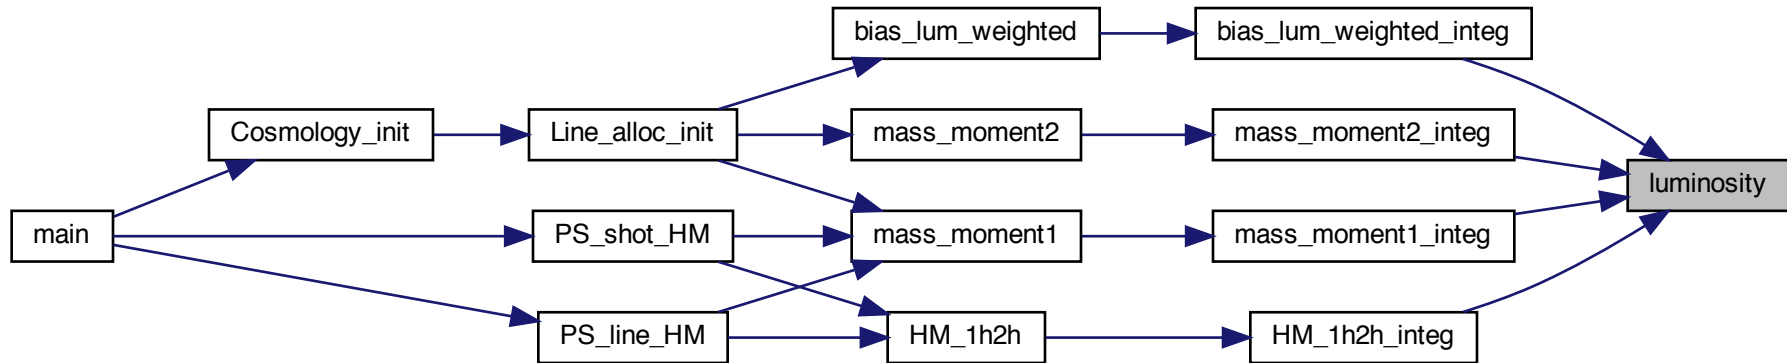 bias_lum_weighted
bias_lum_weighted_integ
Cosmology_init
Line_alloc_init
mass_moment2
mass_moment2_integ
luminosity
main
PS_shot_HM
mass_moment1
mass_moment1_integ
PS_line_HM
HM_1h2h
HM_1h2h_integ